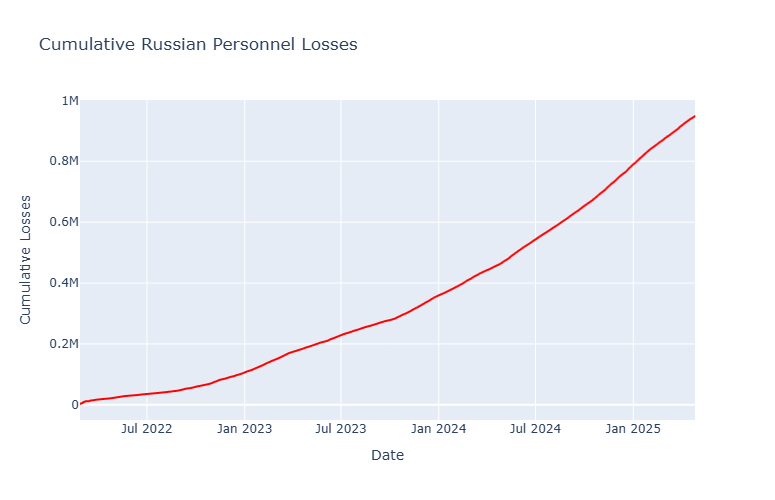 Cumulative Russian Personnel Losses
1M
0.8M
0.6M
0.4M
0.2M
0
Cumulative Losses
Jul 2022 Jan 2023 Jul 2023 Jan 2024 Jul 2024 Jan 2025
Date